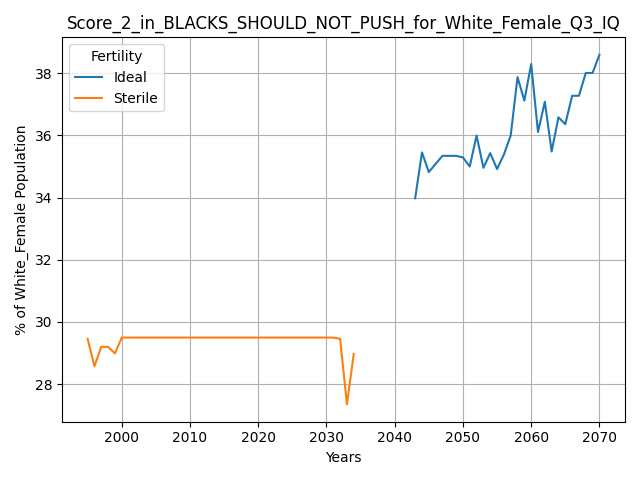 Score_2_in_BLACKS_SHOULD_NOT_PUSH_for_White_Female_Q3_IQ
Fertility
Ideal
Sterile
% of White_Female Population
38
36
34
32
30
28
2000 2010 2020 2030 2040 2050 2060 2070
Years